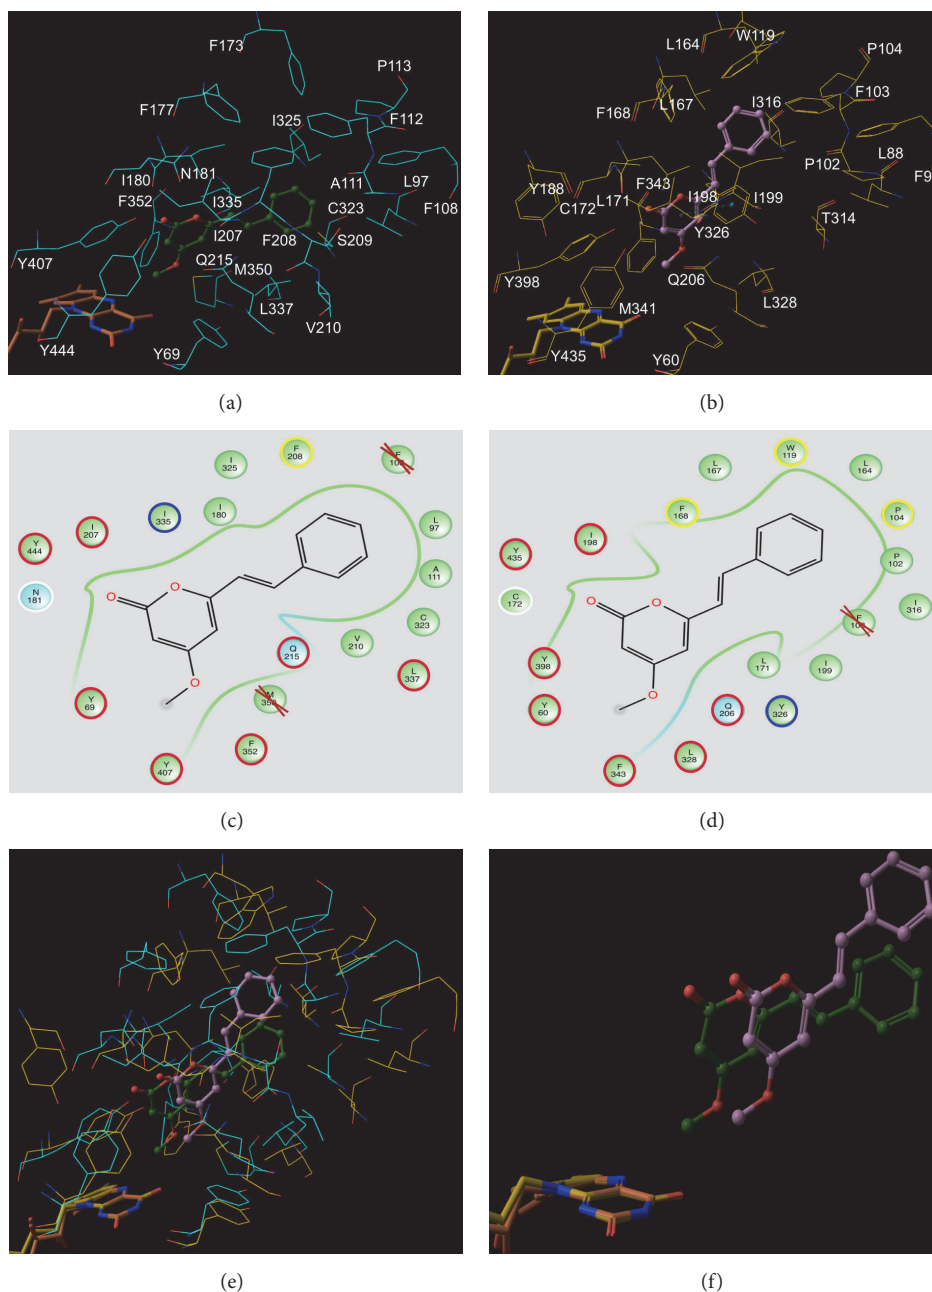 F173
P113
F177
F112
I325
N181
I180
A111
L97
F352
I335
C323
F108
I207
F208
S209
Y407
Q215
M350
L337
V210
Y444
Y69
(a)
L164
W119
P104
F103
L167
I316
F168
P102
L88
F9
Y188
F343
I198
I199
C172
L171
T314
Y326
Y398
Q206
L328
M341
Y435
Y60
(b)
F
208
I
325
I
335
I
180
L
97
I
207
Y
444
A
111
N
181
C
323
V
210
Q
215
L
337
Y
69
M
F
352
Y
407
O
O
O
(c)
W
119
L
167
L
164
F
168
P
104
I
198
Y
435
P
102
C
172
I
316
Y
398
L
171
I
199
Y
60
Q
206
Y
326
L
328
F
343
O
O
O
(d)
(e)
(f)